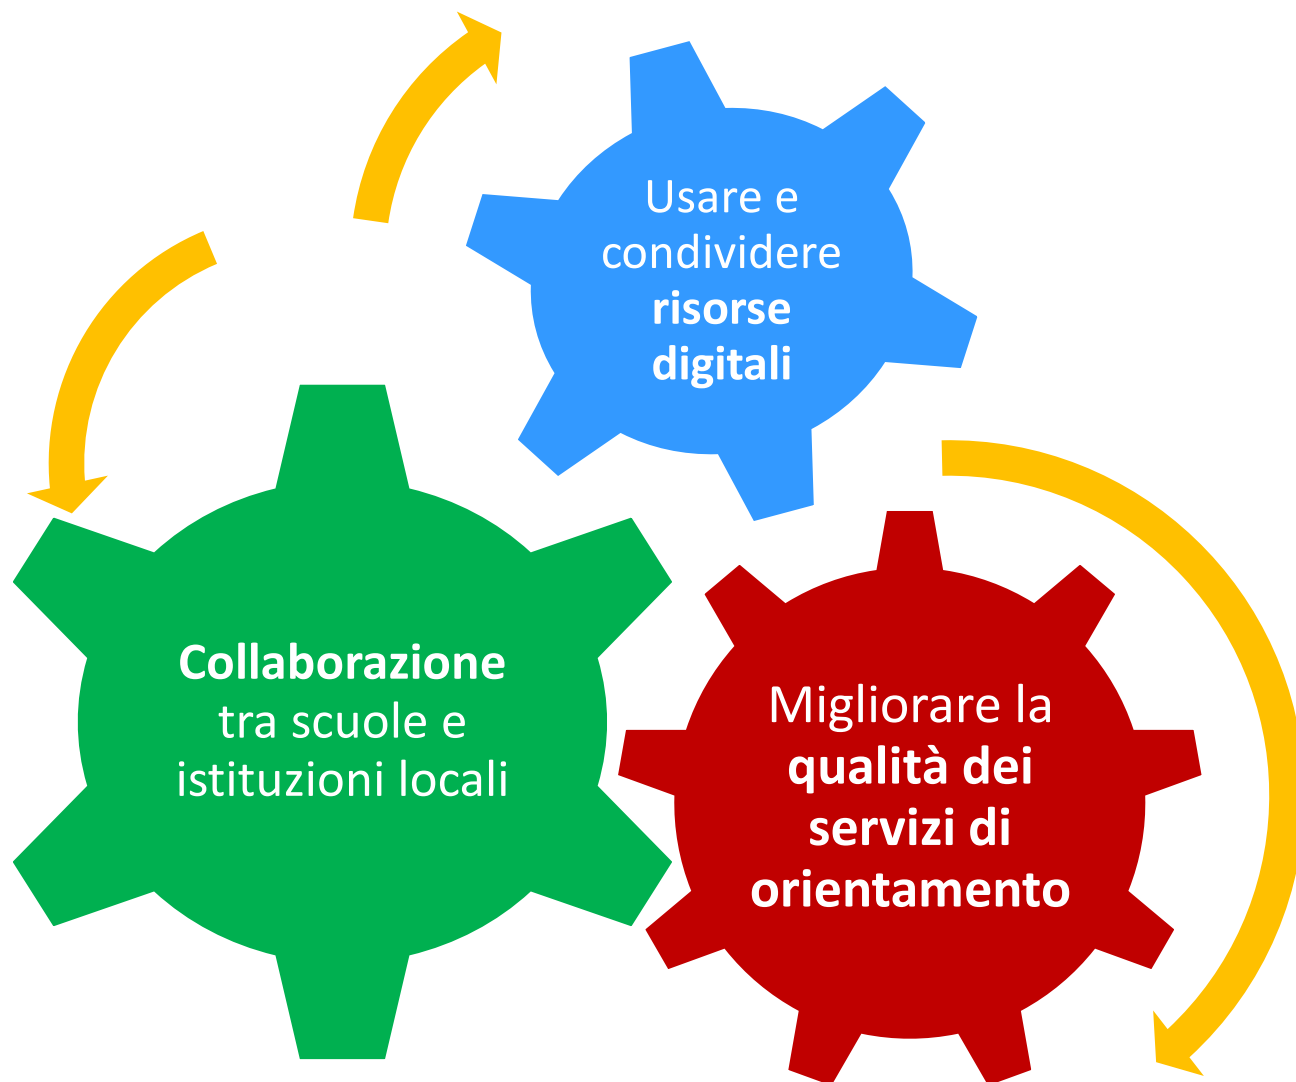 Usare e
condividere
risorse
digitali
Collaborazione
tra scuole e
istituzioni locali
Migliorare la
qualità dei
servizi di
orientamento